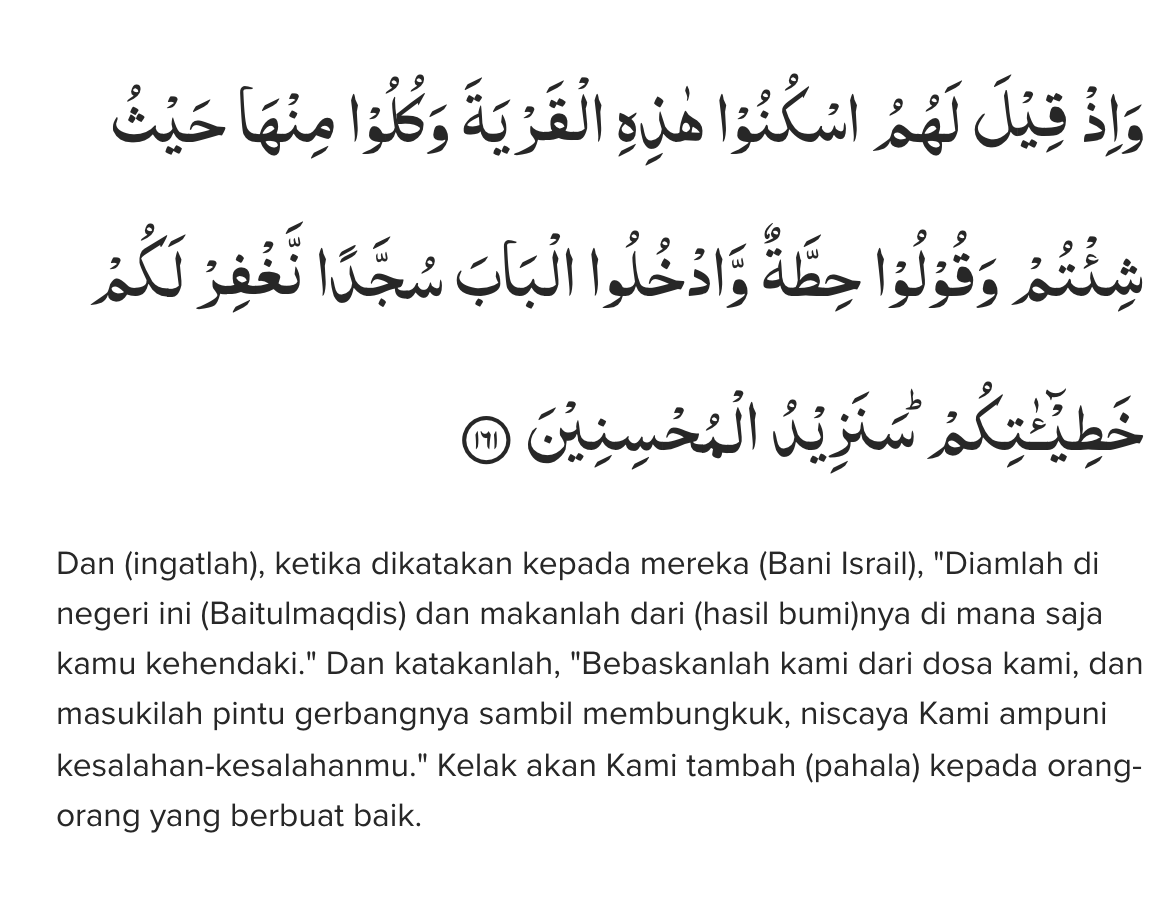 وَاِذْ قِيْلَ لَهُمُ اسْكُنُوْا هٰذِهِ الْقَرْيَةَ وَكُلُوْا مِنْهَا حَيْثُ
شِئْتُمْ وَقُوْلُوْا حِطَّةٌ وَّادْخُلُوا الْبَابَ سُجَّدًا نَّغْفِرْ لَكُمْ
خَطِيْۤـٰٔتِكُمْۗ سَنَزِيْدُ الْمُحْسِنِيْنَ ١٦١
Dan (ingatlah), ketika dikatakan kepada mereka (Bani Israil), "Diamlah di
negeri ini (Baitulmaqdis) dan makanlah dari (hasil bumi)nya di mana saja
kamu kehendaki." Dan katakanlah, "Bebaskanlah kami dari dosa kami, dan
masukilah pintu gerbangnya sambil membungkuk, niscaya Kami ampuni
kesalahan-kesalahanmu." Kelak akan Kami tambah (pahala) kepada orang-
orang yang berbuat baik.